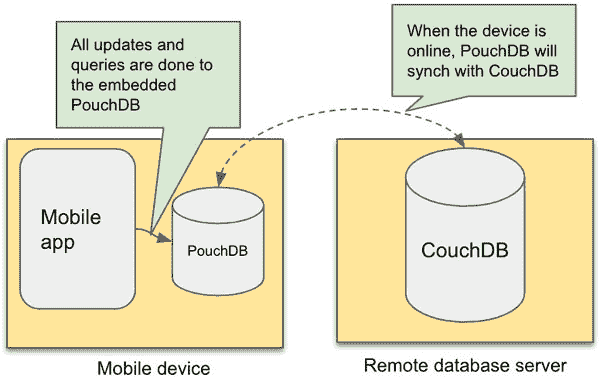 All updates and
queries are done to
the embedded
PouchDB
When the device is
online, PouchDB will
synch with CouchDB
Mobile
app
PouchDB
CouchDB
Mobile device
Remote database server